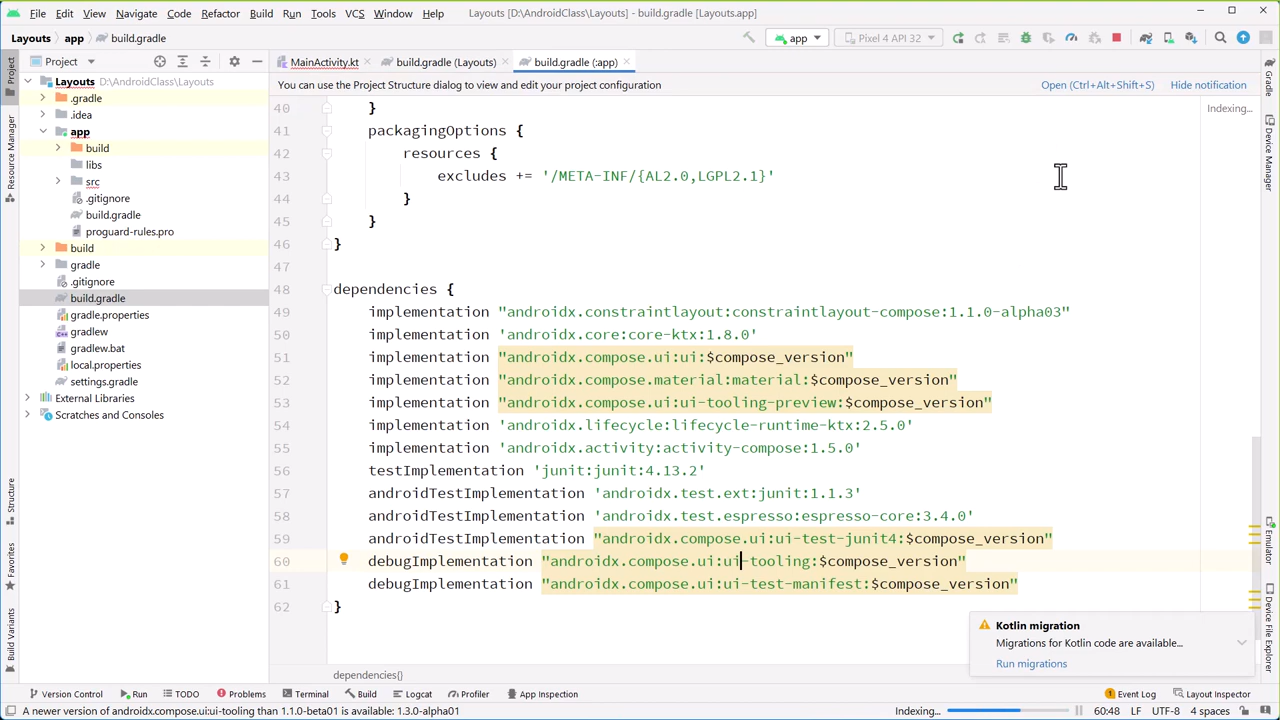 File Edit View Navigate Code Refactor Build Run Tools VCS Window Help Layouts [D:\AndroidClass\Layouts] - build.gradle [Layouts.app]
Layouts app build.gradle app Pixel 4 API 32
Project MainActivity.kt build.gradle (Layouts) build.gradle (:app)
Layouts D:\AndroidClass\Layouts
.gradle
.idea
app
build
libs
src
.gitignore
build.gradle
proguard-rules.pro
build
gradle
.gitignore
build.gradle
gradle.properties
gradlew
gradlew.bat
local.properties
settings.gradle
External Libraries
Scratches and Consoles
Project
Resource Manager
Structure
Favorites
Build Variants
You can use the Project Structure dialog to view and edit your project configuration Open (Ctrl+Alt+Shift+S) Hide notification
Indexing...
40 }
41 packagingOptions {
42 resources {
43 excludes += '/META-INF/{AL2.0,LGPL2.1}'
44 }
45 }
46 }
47
48 dependencies {
49 implementation "androidx.constraintlayout:constraintlayout-compose:1.1.0-alpha03"
50 implementation 'androidx.core:core-ktx:1.8.0'
51 implementation "androidx.compose.ui:ui:$compose_version"
52 implementation "androidx.compose.material:material:$compose_version"
53 implementation "androidx.compose.ui:ui-tooling-preview:$compose_version"
54 implementation 'androidx.lifecycle:lifecycle-runtime-ktx:2.5.0'
55 implementation 'androidx.activity:activity-compose:1.5.0'
56 testImplementation 'junit:junit:4.13.2'
57 androidTestImplementation 'androidx.test.ext:junit:1.1.3'
58 androidTestImplementation 'androidx.test.espresso:espresso-core:3.4.0'
59 androidTestImplementation "androidx.compose.ui:ui-test-junit4:$compose_version"
60 debugImplementation "androidx.compose.ui:ui-tooling:$compose_version"
61 debugImplementation "androidx.compose.ui:ui-test-manifest:$compose_version"
62 }
Gradle
Device Manager
Emulator
Device File Explorer
Kotlin migration
Migrations for Kotlin code are available...
Run migrations
dependencies{}
Version Control Run TODO Problems Terminal Build Logcat Profiler App Inspection Event Log Layout Inspector
A newer version of androidx.compose.ui:ui-tooling than 1.1.0-beta01 is available: 1.3.0-alpha01 Indexing... 60:48 LF UTF-8 4 spaces